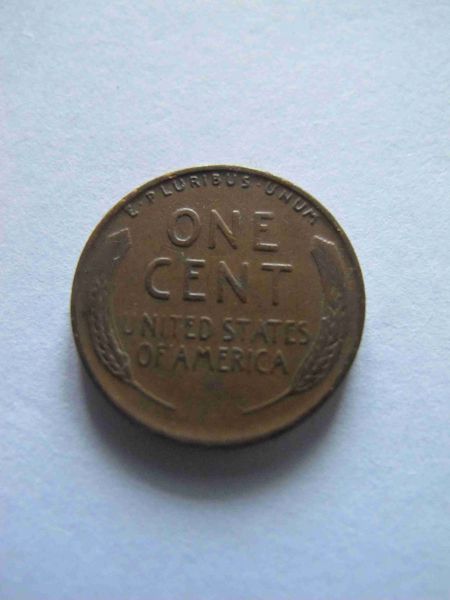 E·PLURIBUS·UNUM
ONE
CENT
UNITED STATES
OF AMERICA